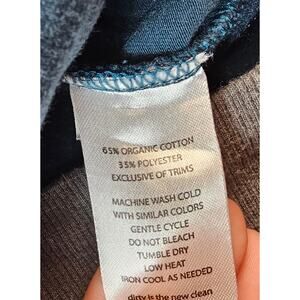 65% ORGANIC COTTON
35% POLYESTER
EXCLUSIVE OF TRIMS
MACHINE WASH COLD
WITH SIMILAR COLORS
GENTLE CYCLE
DO NOT BLEACH
TUMBLE DRY
LOW HEAT
IRON COOL AS NEEDED
dirty is the new clean